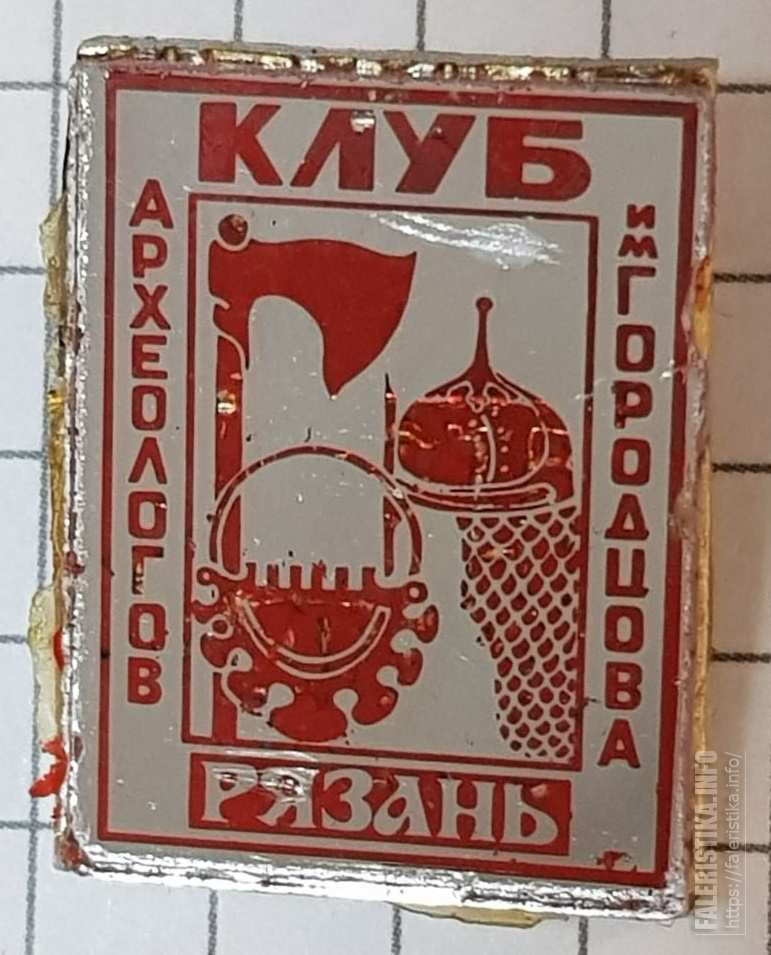 КЛУБ
АРХЕОЛОГОВ
им ГОРОДЦОВА
РЯЗАНЬ
FALERISTIKA.INFO
https://faleristika.info/